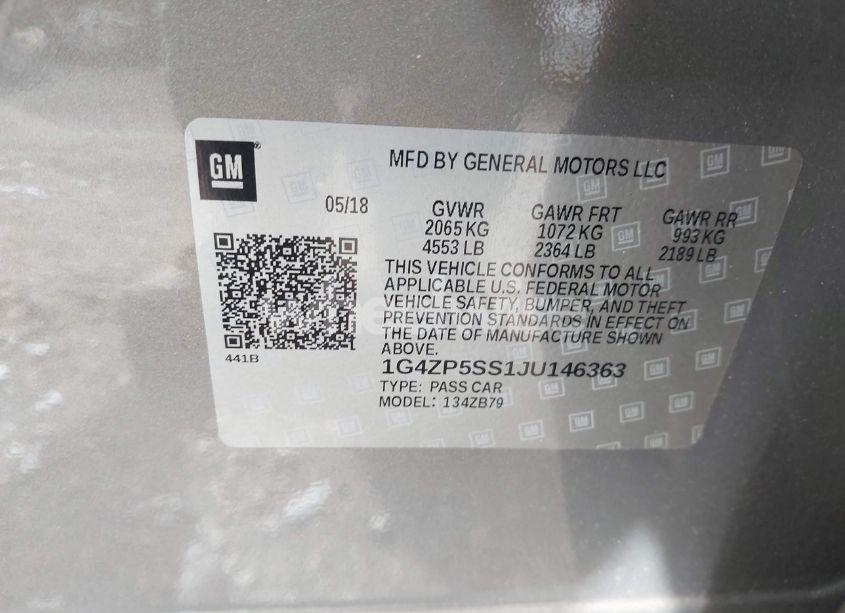 GM
MFD BY GENERAL MOTORS LLC
05/18 GVWR GAWR FRT GAWR RR
2065 KG 1072 KG 993 KG
4553 LB 2364 LB 2189 LB
THIS VEHICLE CONFORMS TO ALL
APPLICABLE U.S. FEDERAL MOTOR
VEHICLE SAFETY, BUMPER, AND THEFT
PREVENTION STANDARDS IN EFFECT ON
THE DATE OF MANUFACTURE SHOWN
ABOVE.
441B
1G4ZP5SS1JU146363
TYPE: PASS CAR
MODEL: 134ZB79